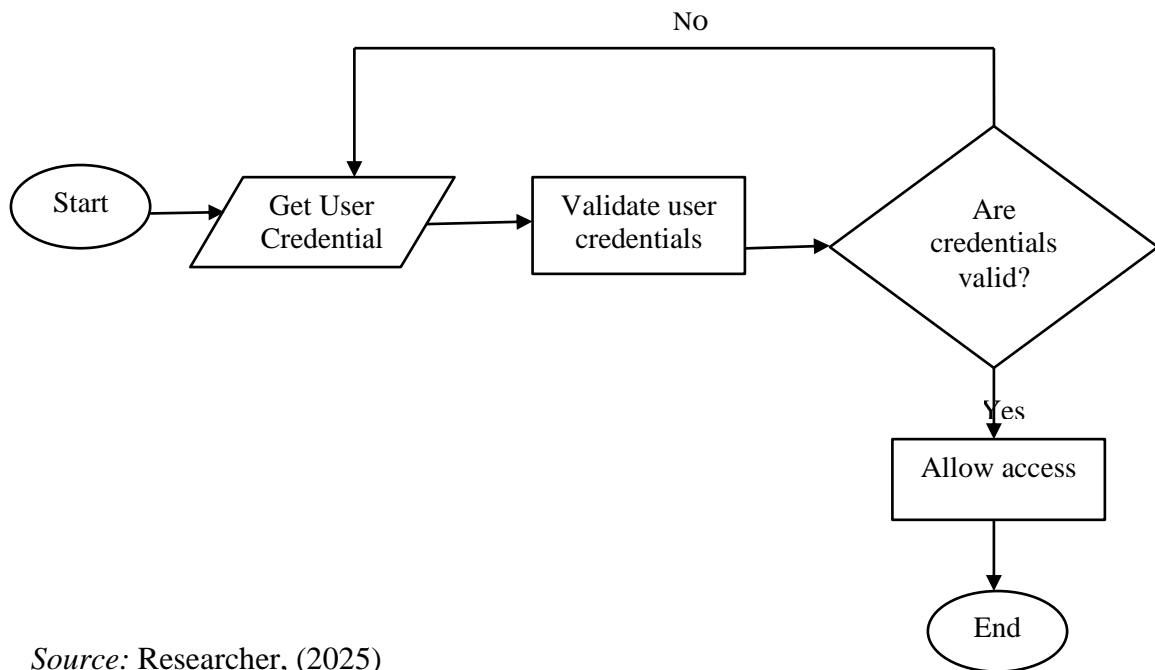 No
Start
Get User
Credential
Validate user
credentials
Are
credentials
valid?
Yes
Allow access
End
Source: Researcher, (2025)